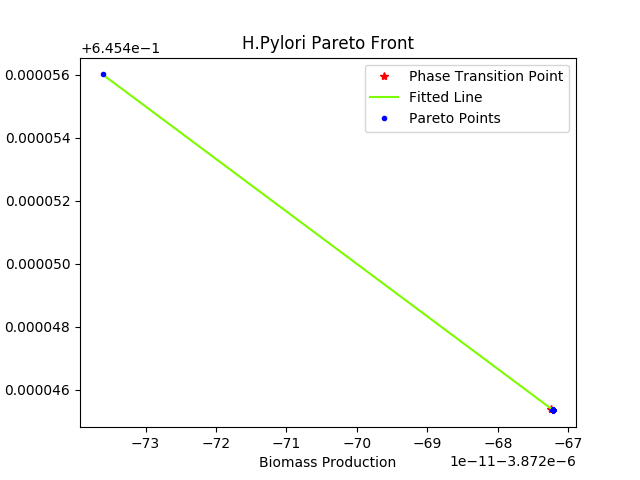 H.Pylori Pareto Front
+6.454e−1
0.000056
0.000054
0.000052
0.000050
0.000048
0.000046
Phase Transition Point
Fitted Line
Pareto Points
−73 −72 −71 −70 −69 −68 −67
Biomass Production
1e−11−3.872e−6